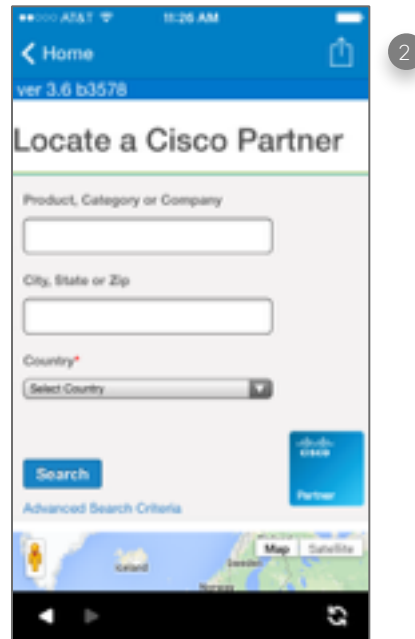 AT&T 11:26 AM
Home
2
ver 3.6 b3578
Locate a Cisco Partner
Product, Category or Company
City, State or Zip
Country*
Select Country
CISCO
Search
Partner
Advanced Search Criteria
Map Satellite
Iceland
Sweden
Norway